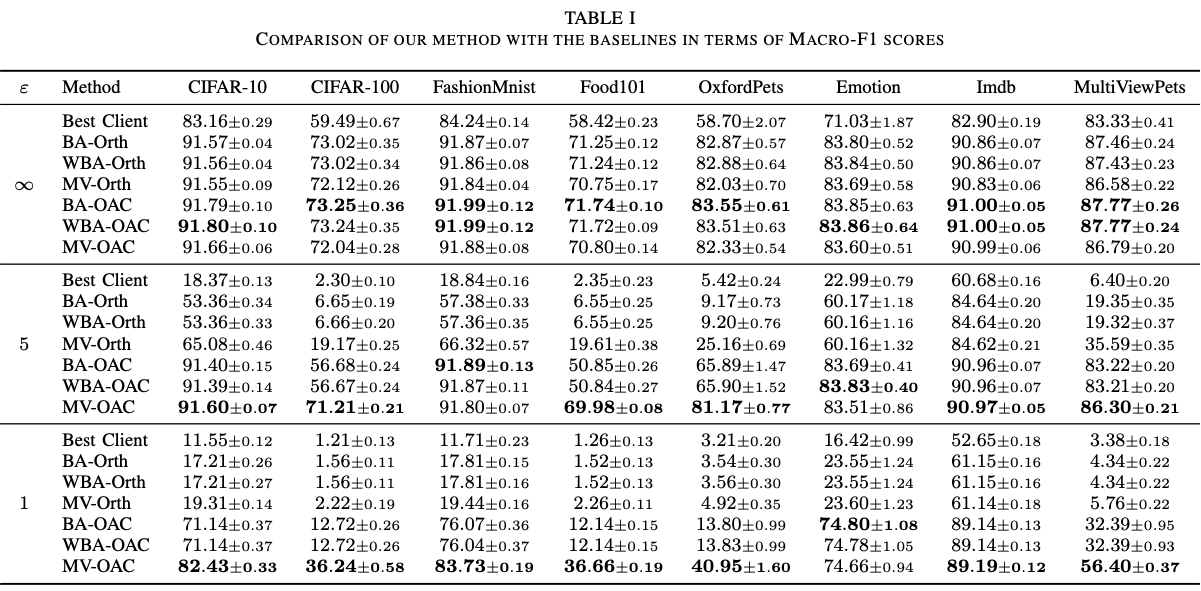 TABLE I
COMPARISON OF OUR METHOD WITH THE BASELINES IN TERMS OF MACRO-F1 SCORES
ε Method CIFAR-10 CIFAR-100 FashionMnist Food101 OxfordPets Emotion Imdb MultiViewPets
Best Client 83.16±0.29 59.49±0.67 84.24±0.14 58.42±0.23 58.70±2.07 71.03±1.87 82.90±0.19 83.33±0.41
BA-Orth 91.57±0.04 73.02±0.35 91.87±0.07 71.25±0.12 82.87±0.57 83.80±0.52 90.86±0.07 87.46±0.24
WBA-Orth 91.56±0.04 73.02±0.34 91.86±0.08 71.24±0.12 82.88±0.64 83.84±0.50 90.86±0.07 87.43±0.23
∞ MV-Orth 91.55±0.09 72.12±0.26 91.84±0.04 70.75±0.17 82.03±0.70 83.69±0.58 90.83±0.06 86.58±0.22
BA-OAC 91.79±0.10 73.25±0.36 91.99±0.12 71.74±0.10 83.55±0.61 83.85±0.63 91.00±0.05 87.77±0.26
WBA-OAC 91.80±0.10 73.24±0.35 91.99±0.12 71.72±0.09 83.51±0.63 83.86±0.64 91.00±0.05 87.77±0.24
MV-OAC 91.66±0.06 72.04±0.28 91.88±0.08 70.80±0.14 82.33±0.54 83.60±0.51 90.99±0.06 86.79±0.20
Best Client 18.37±0.13 2.30±0.10 18.84±0.16 2.35±0.23 5.42±0.24 22.99±0.79 60.68±0.16 6.40±0.20
BA-Orth 53.36±0.34 6.65±0.19 57.38±0.33 6.55±0.25 9.17±0.73 60.17±1.18 84.64±0.20 19.35±0.35
WBA-Orth 53.36±0.33 6.66±0.20 57.36±0.35 6.55±0.25 9.20±0.76 60.16±1.16 84.64±0.20 19.32±0.37
5 MV-Orth 65.08±0.46 19.17±0.25 66.32±0.57 19.61±0.38 25.16±0.69 60.16±1.32 84.62±0.21 35.59±0.35
BA-OAC 91.40±0.15 56.68±0.24 91.89±0.13 50.85±0.26 65.89±1.47 83.69±0.41 90.96±0.07 83.22±0.20
WBA-OAC 91.39±0.14 56.67±0.24 91.87±0.11 50.84±0.27 65.90±1.52 83.83±0.40 90.96±0.07 83.21±0.20
MV-OAC 91.60±0.07 71.21±0.21 91.80±0.07 69.98±0.08 81.17±0.77 83.51±0.86 90.97±0.05 86.30±0.21
Best Client 11.55±0.12 1.21±0.13 11.71±0.23 1.26±0.13 3.21±0.20 16.42±0.99 52.65±0.18 3.38±0.18
BA-Orth 17.21±0.26 1.56±0.11 17.81±0.15 1.52±0.13 3.54±0.30 23.55±1.24 61.15±0.16 4.34±0.22
WBA-Orth 17.21±0.27 1.56±0.11 17.81±0.16 1.52±0.13 3.56±0.30 23.55±1.24 61.15±0.16 4.34±0.22
1 MV-Orth 19.31±0.14 2.22±0.19 19.44±0.16 2.26±0.11 4.92±0.35 23.60±1.23 61.14±0.18 5.76±0.22
BA-OAC 71.14±0.37 12.72±0.26 76.07±0.36 12.14±0.15 13.80±0.99 74.80±1.08 89.14±0.13 32.39±0.95
WBA-OAC 71.14±0.37 12.72±0.26 76.04±0.37 12.14±0.15 13.83±0.99 74.78±1.05 89.14±0.13 32.39±0.93
MV-OAC 82.43±0.33 36.24±0.58 83.73±0.19 36.66±0.19 40.95±1.60 74.66±0.94 89.19±0.12 56.40±0.37